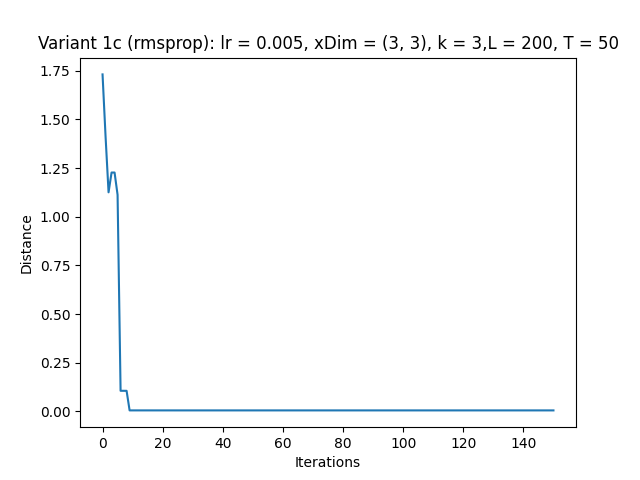 Variant 1c (rmsprop): lr = 0.005, xDim = (3, 3), k = 3,L = 200, T = 50
1.75
1.50
1.25
1.00
0.75
0.50
0.25
0.00
Distance
0 20 40 60 80 100 120 140
Iterations